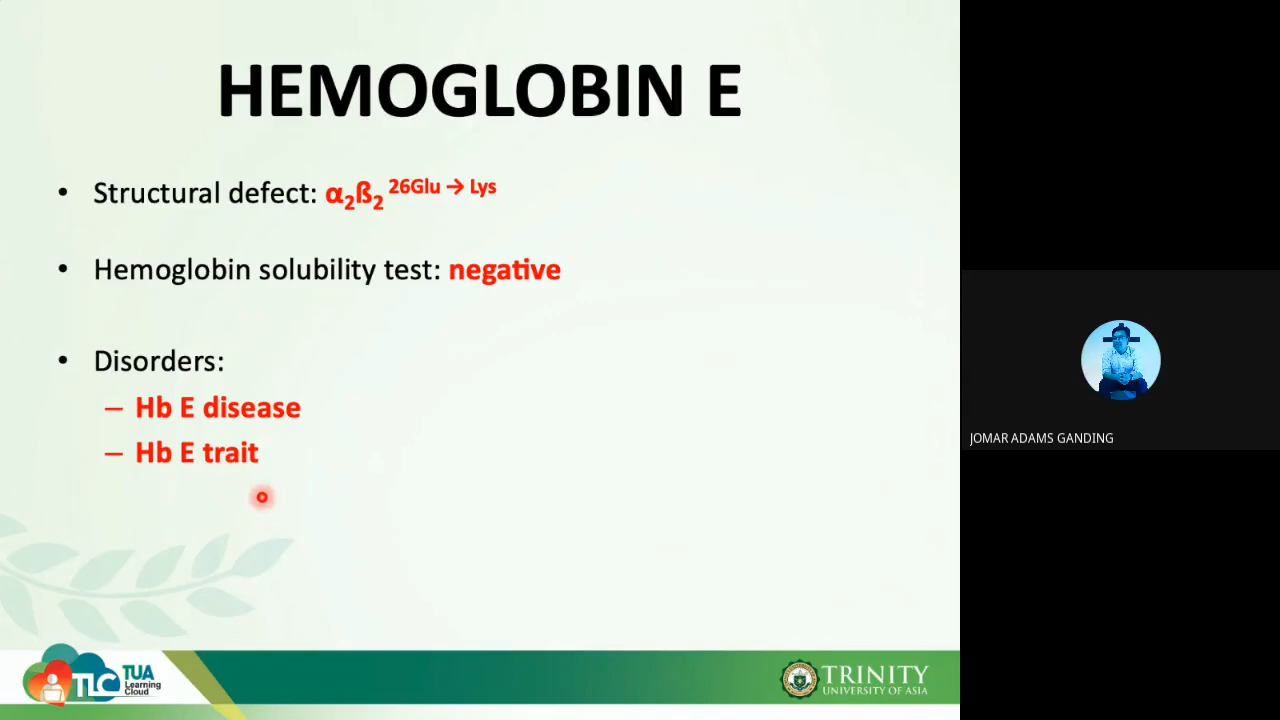 HEMOGLOBIN E
• Structural defect: α₂ß₂ ²⁶ᴳˡᵘ → ᴸʸˢ
• Hemoglobin solubility test: negative
• Disorders:
– Hb E disease
– Hb E trait
JOMAR ADAMS GANDING
TLC
TUA
Learning
Cloud
TRINITY
UNIVERSITY OF ASIA